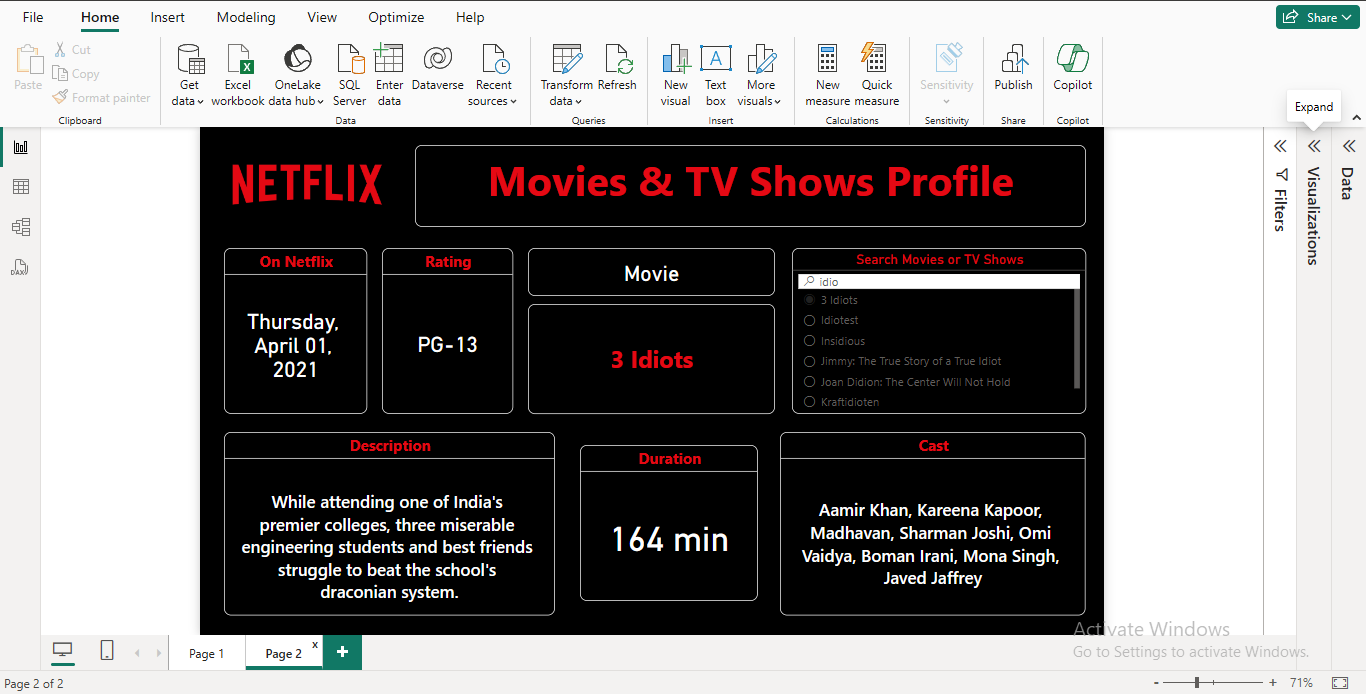 File Home Insert Modeling View Optimize Help
Share
Paste
Cut
Copy
Format painter
Clipboard
Get data
Excel workbook
OneLake data hub
SQL Server
Enter data
Dataverse
Recent sources
Data
Transform data
Refresh
Queries
New visual
A
Text box
More visuals
Insert
New measure
Quick measure
Calculations
Sensitivity
Sensitivity
Publish
Share
Copilot
Copilot
Expand
Filters
Visualizations
Data
DAX
NETFLIX
Movies & TV Shows Profile
On Netflix
Thursday,
April 01,
2021
Rating
PG-13
Movie
3 Idiots
Search Movies or TV Shows
idio
3 Idiots
Idiotest
Insidious
Jimmy: The True Story of a True Idiot
Joan Didion: The Center Will Not Hold
Kraftidioten
Description
While attending one of India's
premier colleges, three miserable
engineering students and best friends
struggle to beat the school's
draconian system.
Duration
164 min
Cast
Aamir Khan, Kareena Kapoor,
Madhavan, Sharman Joshi, Omi
Vaidya, Boman Irani, Mona Singh,
Javed Jaffrey
Activate Windows
Go to Settings to activate Windows.
Page 1
Page 2 x
+
Page 2 of 2
- + 71%